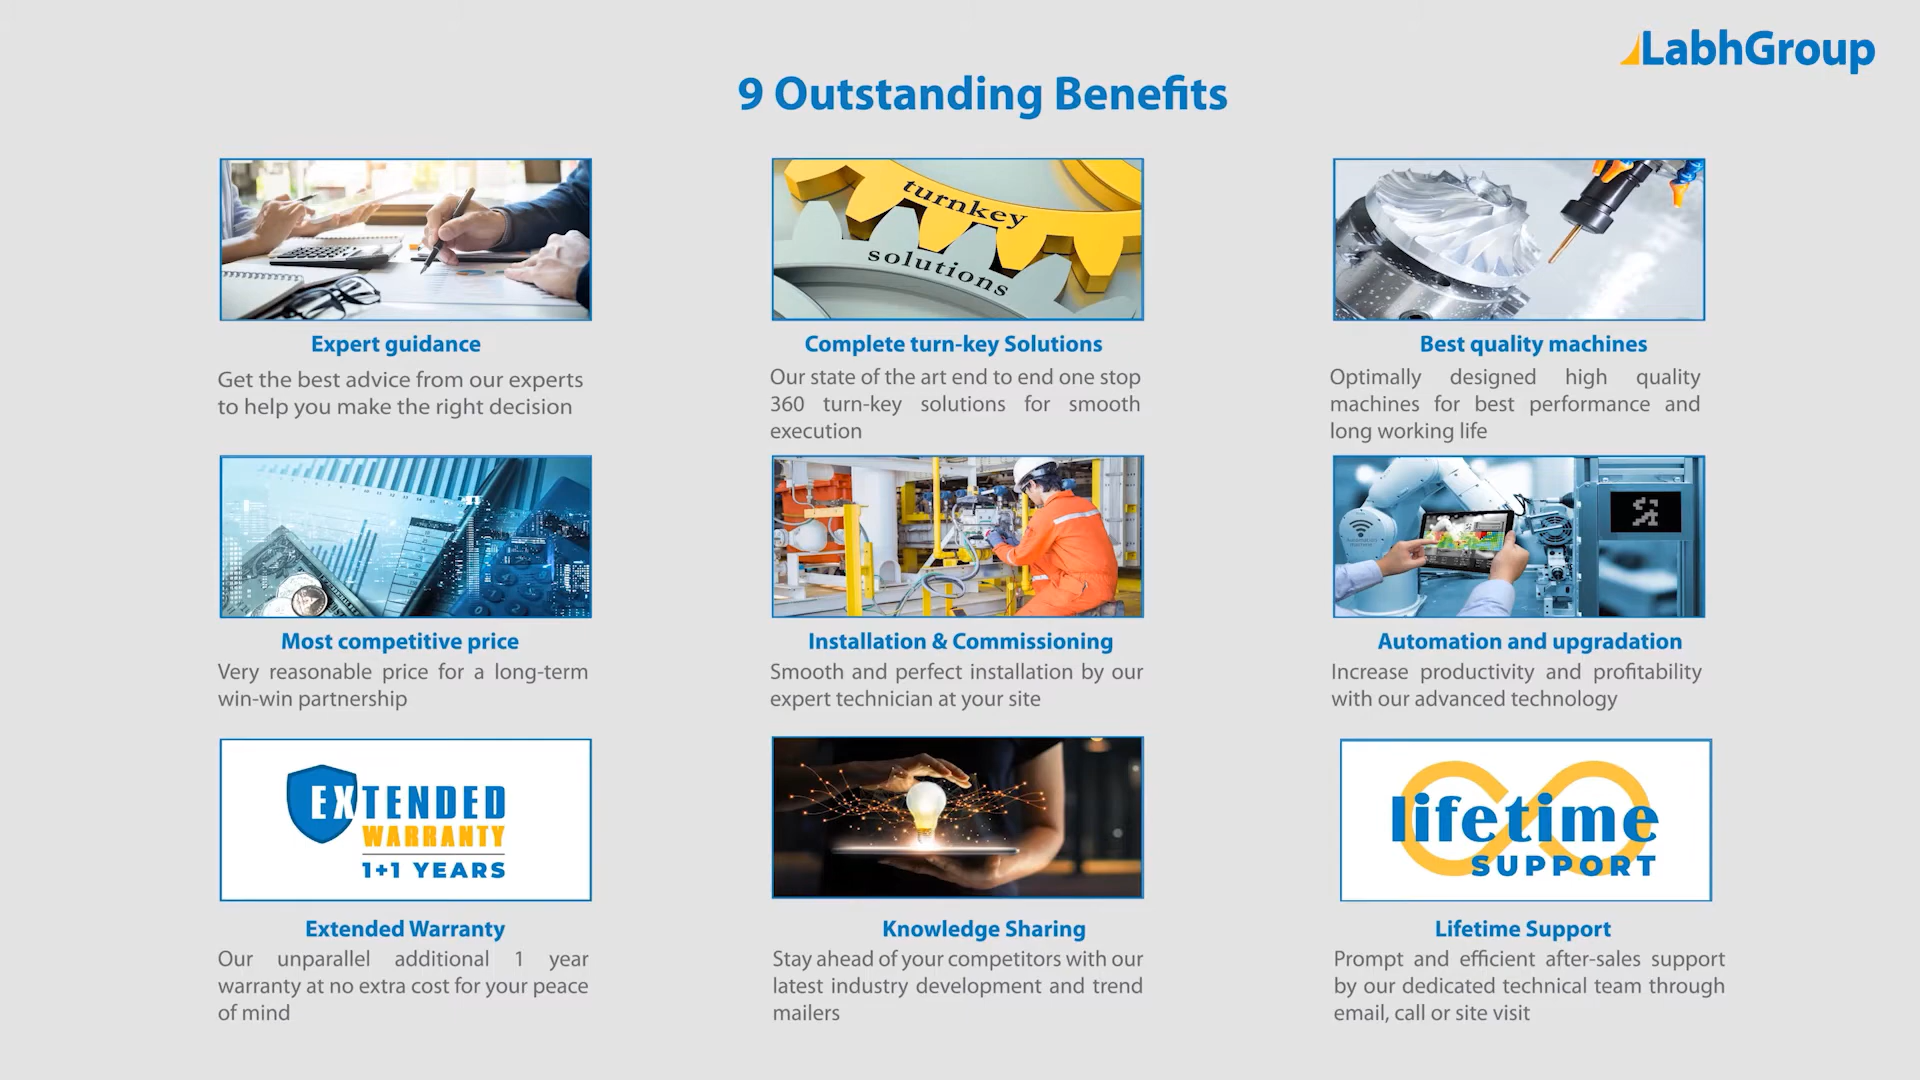 LabhGroup
9 Outstanding Benefits
turnkey
solutions
Expert guidance
Get the best advice from our experts
to help you make the right decision
Complete turn-key Solutions
Our state of the art end to end one stop
360 turn-key solutions for smooth
execution
Best quality machines
Optimally designed high quality
machines for best performance and
long working life
Most competitive price
Very reasonable price for a long-term
win-win partnership
Installation & Commissioning
Smooth and perfect installation by our
expert technician at your site
Automation and upgradation
Increase productivity and profitability
with our advanced technology
EXTENDED
WARRANTY
1+1 YEARS
Extended Warranty
Our unparallel additional 1 year
warranty at no extra cost for your peace
of mind
Knowledge Sharing
Stay ahead of your competitors with our
latest industry development and trend
mailers
lifetime
SUPPORT
Lifetime Support
Prompt and efficient after-sales support
by our dedicated technical team through
email, call or site visit